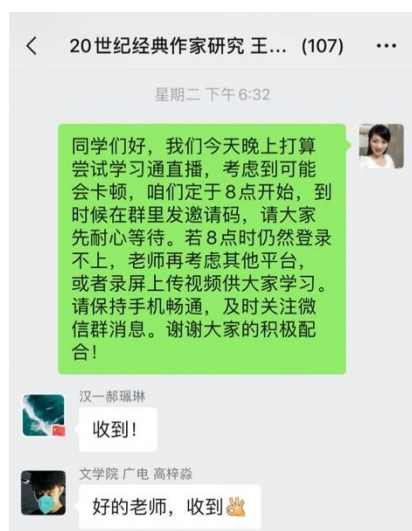 20世纪经典作家研究 王... (107)
星期二 下午 6:32
同学们好，我们今天晚上打算
尝试学习通直播，考虑到可能
会卡顿，咱们定于8点开始，到
时候在群里发邀请码，请大家
先耐心等待。若8点时仍然登录
不上，老师再考虑其他平台，
或者录屏上传视频供大家学习。
请保持手机畅通，及时关注微
信群消息。谢谢大家的积极配
合！
汉一郝珮琳
收到！
文学院 广电 高梓淼
好的老师，收到👌